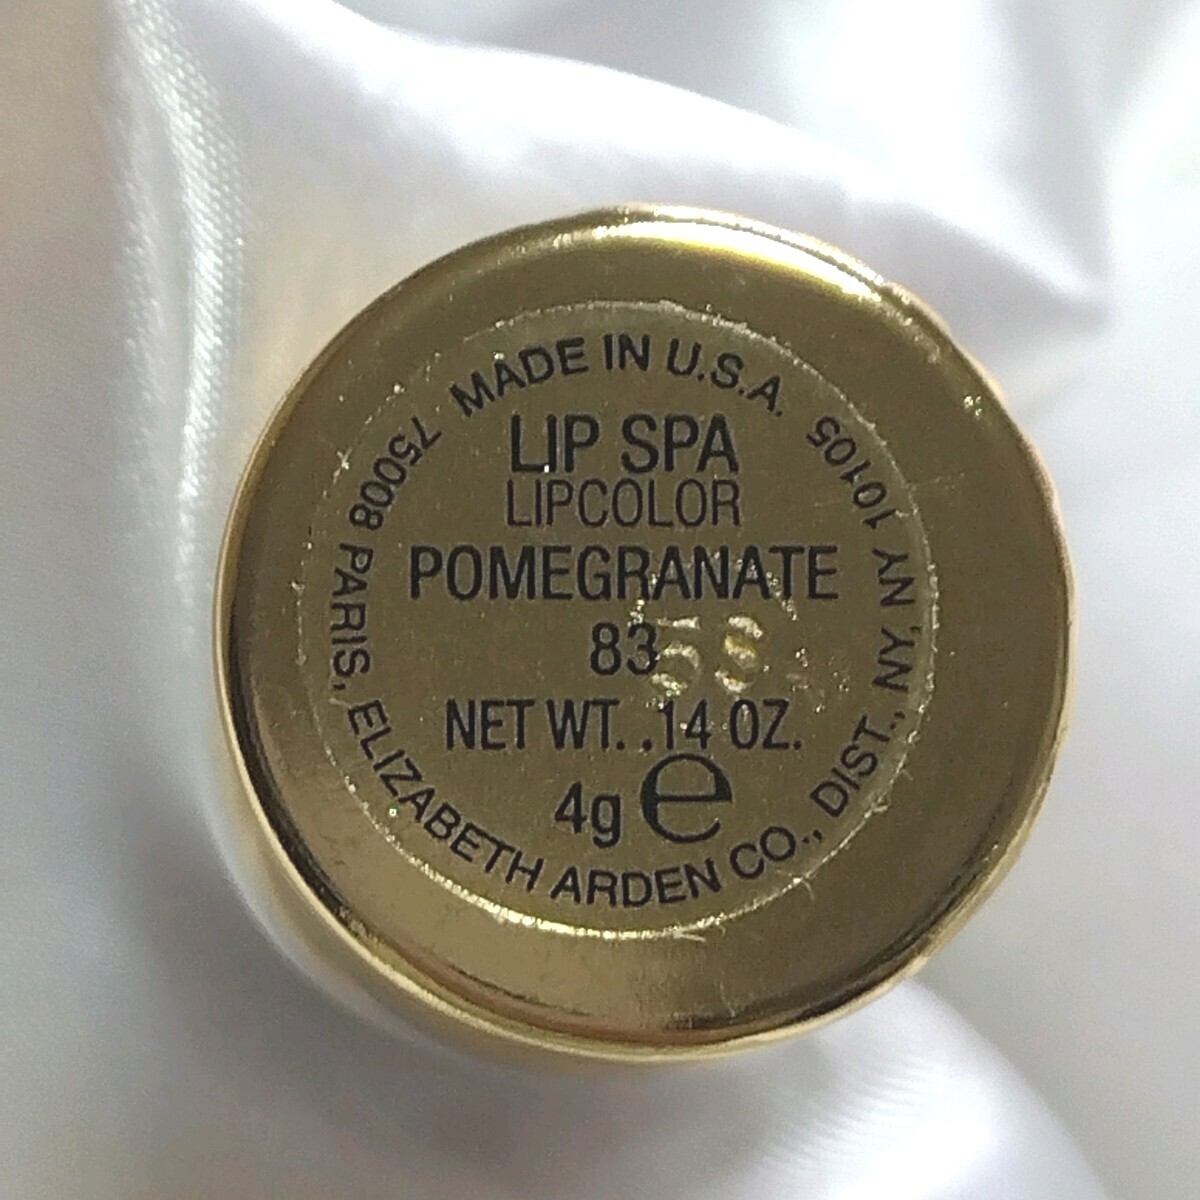 MADE IN U.S.A.
LIP SPA
LIPCOLOR
POMEGRANATE
83
NET WT. .14 OZ.
4g e
75008 PARIS, ELIZABETH ARDEN CO., DIST., NY, NY 10105